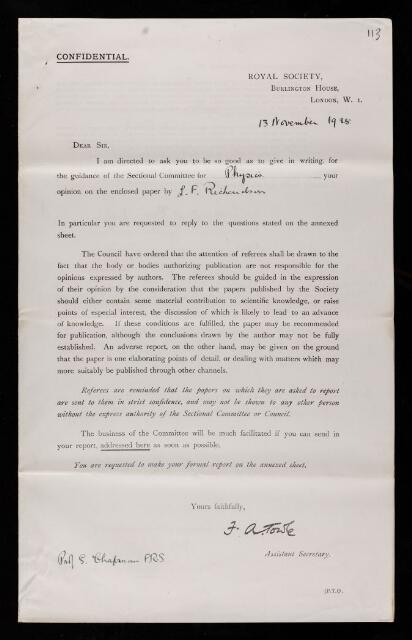 113
CONFIDENTIAL.
ROYAL SOCIETY,
BURLINGTON HOUSE,
LONDON, W. 1.
13 November 1928
DEAR SIR,
I am directed to ask you to be so good as to give in writing, for
the guidance of the Sectional Committee for Physics your
opinion on the enclosed paper by L. F. Richardson
In particular you are requested to reply to the questions stated on the annexed
sheet.
The Council have ordered that the attention of referees shall be drawn to the
fact that the body or bodies authorizing publication are not responsible for the
opinions expressed by authors. The referees should be guided in the expression
of their opinion by the consideration that the papers published by the Society
should either contain some material contribution to scientific knowledge, or raise
points of especial interest, the discussion of which is likely to lead to an advance
of knowledge. If these conditions are fulfilled, the paper may be recommended
for publication, although the conclusions drawn by the author may not be fully
established. An adverse report, on the other hand, may be given on the ground
that the paper is one elaborating points of detail, or dealing with matters which may
more suitably be published through other channels.
Referees are reminded that the papers on which they are asked to report
are sent to them in strict confidence, and may not be shown to any other person
without the express authority of the Sectional Committee or Council.
The business of the Committee will be much facilitated if you can send in
your report, addressed here as soon as possible.
You are requested to make your formal report on the annexed sheet.
Yours faithfully,
F. A. Towle
Assistant Secretary.
Prof S. Chapman FRS
[P.T.O.